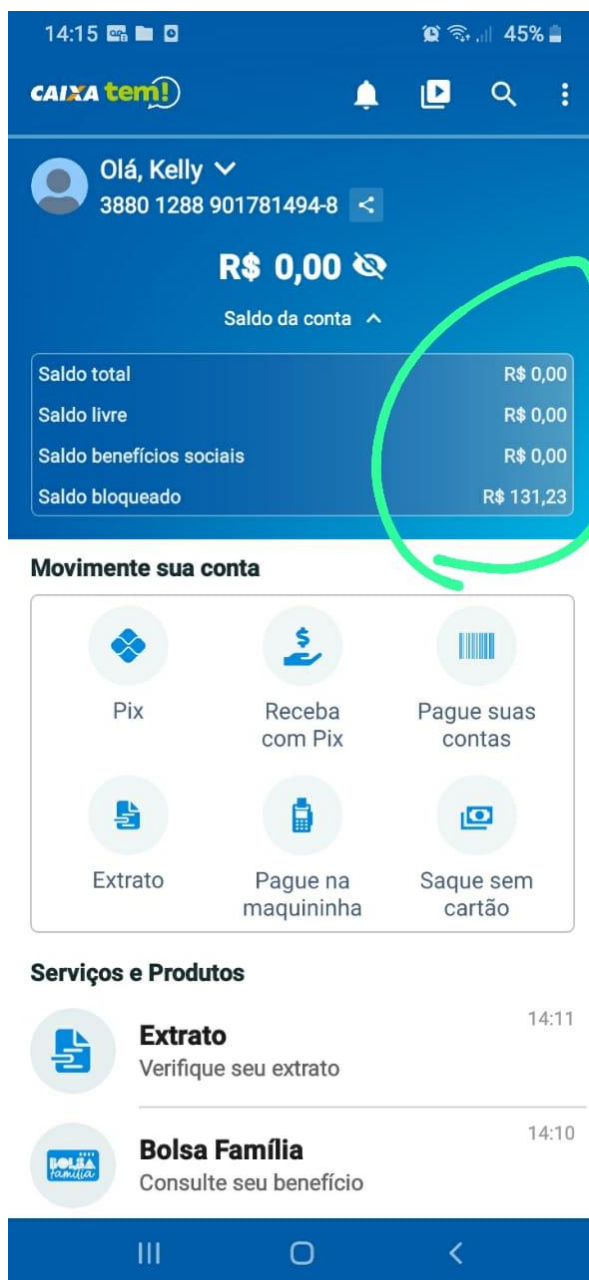 14:15 45%
CAIXA tem!
Olá, Kelly
3880 1288 901781494-8
R$ 0,00
Saldo da conta
Saldo total R$ 0,00
Saldo livre R$ 0,00
Saldo benefícios sociais R$ 0,00
Saldo bloqueado R$ 131,23
Movimente sua conta
Pix
Receba
com Pix
Pague suas
contas
Extrato
Pague na
maquininha
Saque sem
cartão
Serviços e Produtos
Extrato 14:11
Verifique seu extrato
BOLSA
família
Bolsa Família 14:10
Consulte seu benefício